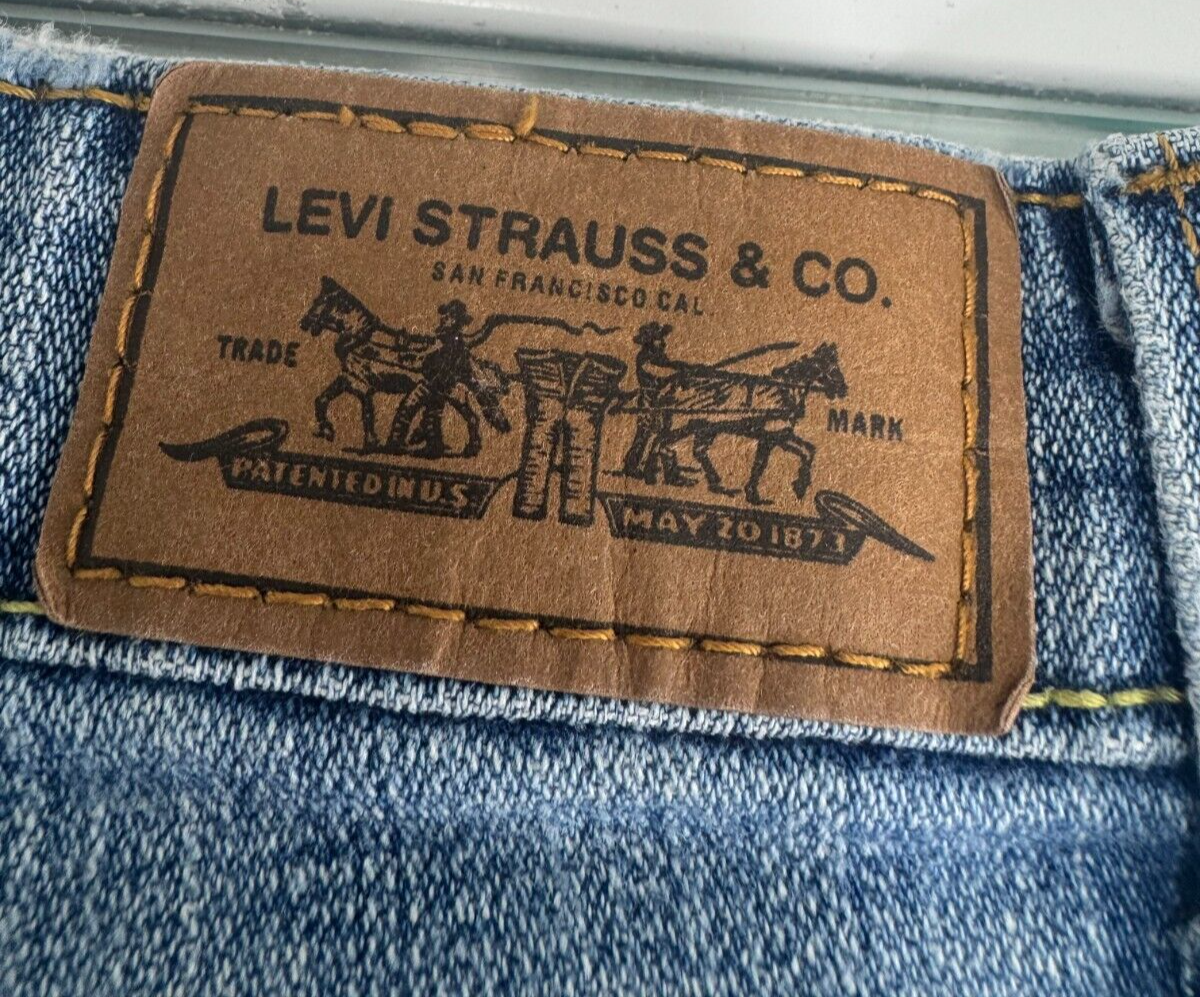 LEVI STRAUSS & CO.
SAN FRANCISCO CAL
TRADE
MARK
PATENTED IN U.S.
MAY 20 1873